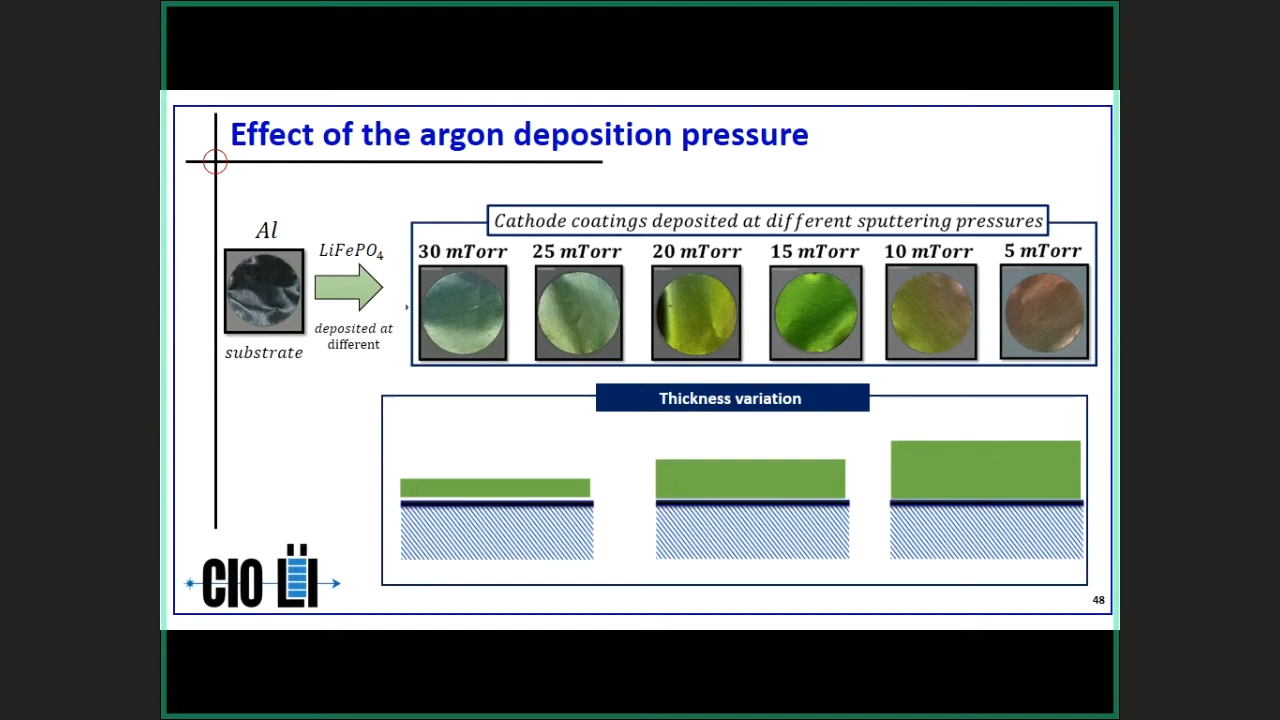 Effect of the argon deposition pressure
Al
substrate
LiFePO4
deposited at
different
Cathode coatings deposited at different sputtering pressures
30 mTorr 25 mTorr 20 mTorr 15 mTorr 10 mTorr 5 mTorr
Thickness variation
CIO LI
48